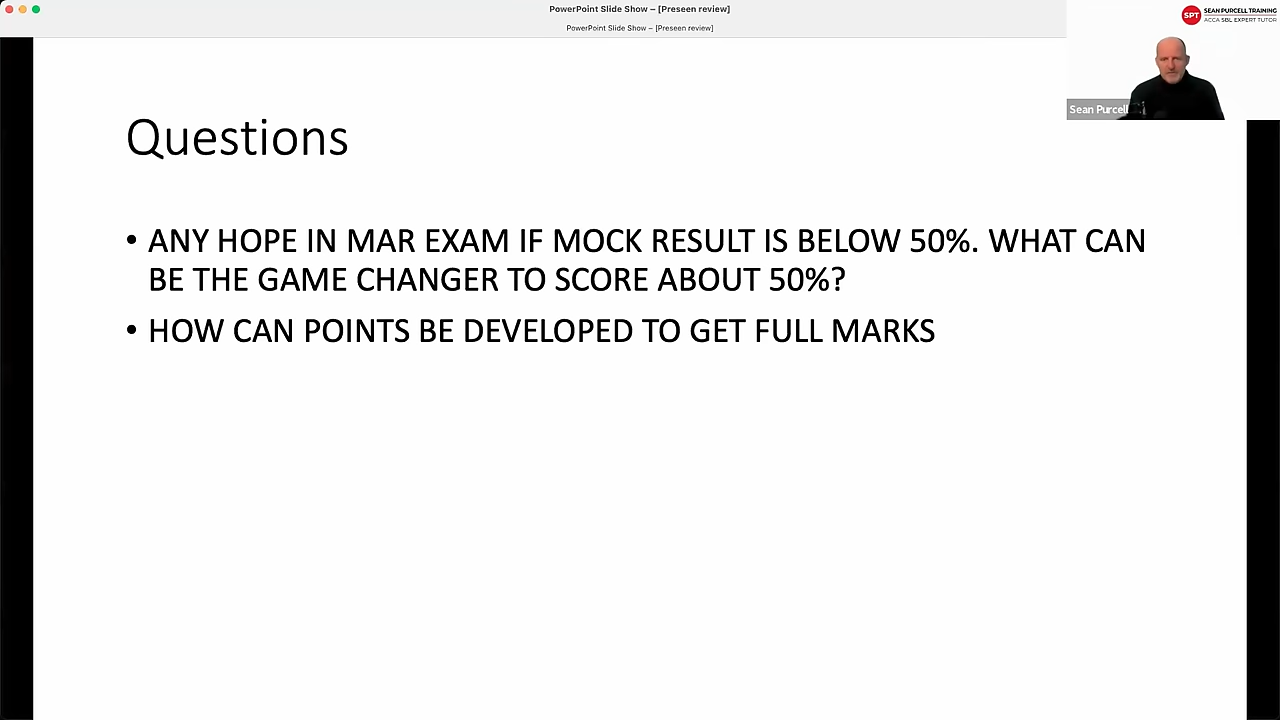 PowerPoint Slide Show – [Preseen review]
PowerPoint Slide Show – [Preseen review]
SPT
SEAN PURCELL TRAINING
ACCA SBL EXPERT TUTOR
Sean Purcell
Questions
• ANY HOPE IN MAR EXAM IF MOCK RESULT IS BELOW 50%. WHAT CAN
BE THE GAME CHANGER TO SCORE ABOUT 50%?
• HOW CAN POINTS BE DEVELOPED TO GET FULL MARKS